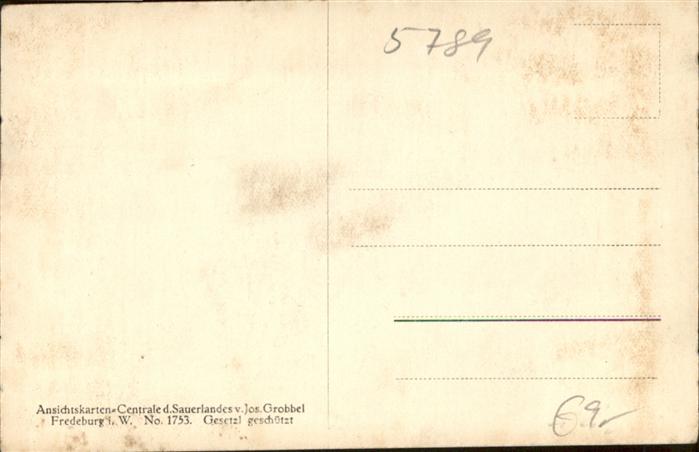 5789
Ansichtskarten-Centrale d. Sauerlandes v. Jos. Grobbel
Fredeburg i. W. No. 1753. Gesetzl geschützt